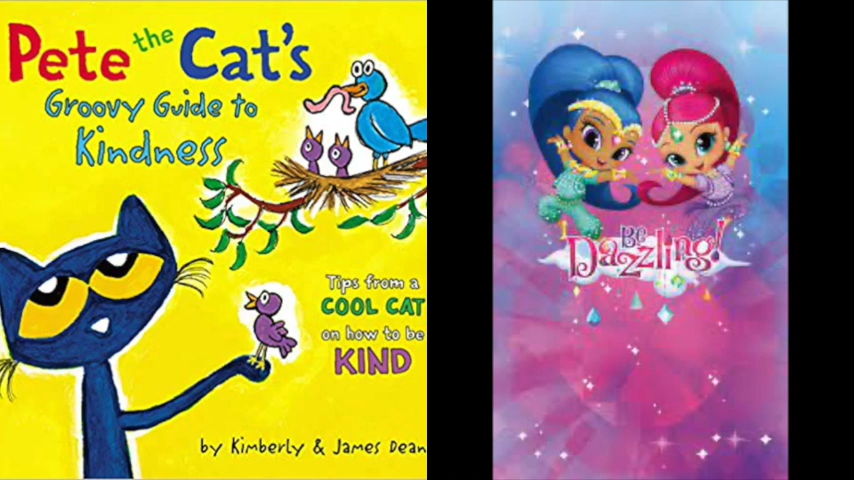 Pete the Cat's
Groovy Guide to
Kindness
Tips from a
COOL CAT
on how to be
KIND
by Kimberly & James Dean
BE
DAZZLING!